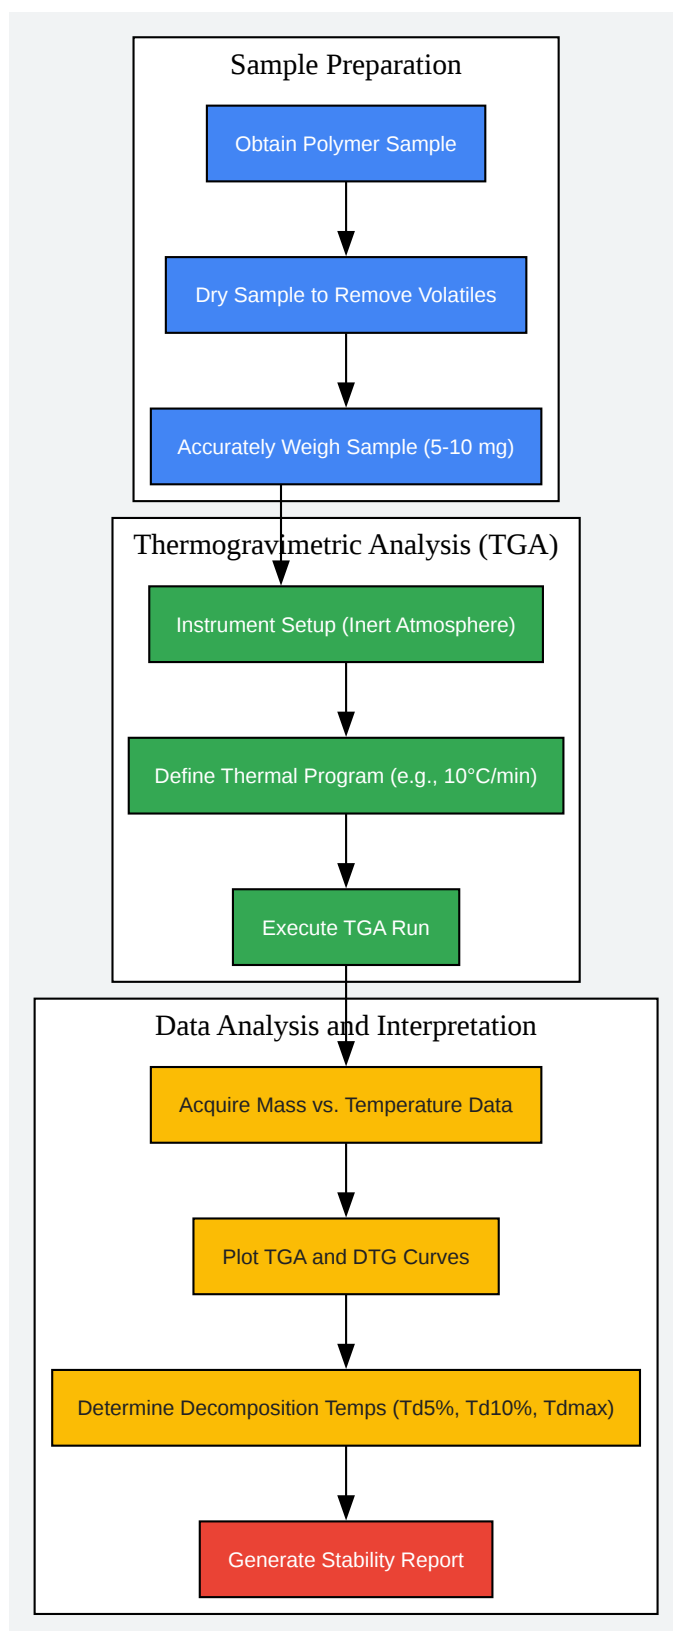 Sample Preparation
Obtain Polymer Sample
Dry Sample to Remove Volatiles
Accurately Weigh Sample (5-10 mg)
Thermogravimetric Analysis (TGA)
Instrument Setup (Inert Atmosphere)
Define Thermal Program (e.g., 10°C/min)
Execute TGA Run
Data Analysis and Interpretation
Acquire Mass vs. Temperature Data
Plot TGA and DTG Curves
Determine Decomposition Temps (Td5%, Td10%, Tdmax)
Generate Stability Report